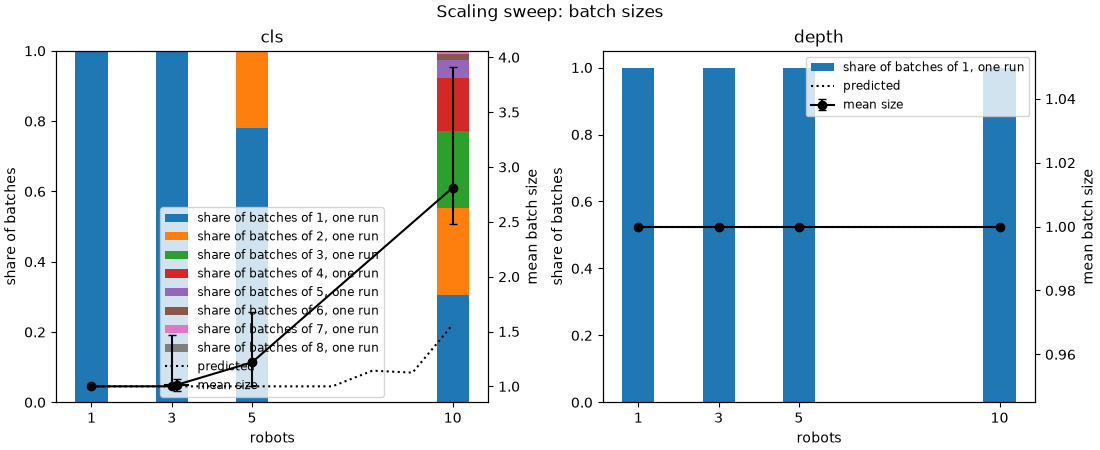 Scaling sweep: batch sizes
cls
share of batches
1.0
0.8
0.6
0.4
0.2
0.0
share of batches of 1, one run
share of batches of 2, one run
share of batches of 3, one run
share of batches of 4, one run
share of batches of 5, one run
share of batches of 6, one run
share of batches of 7, one run
share of batches of 8, one run
predicted
mean size
4.0
3.5
3.0
2.5
2.0
1.5
1.0
mean batch size
1 3 5 10
robots
depth
share of batches
1.0
0.8
0.6
0.4
0.2
0.0
share of batches of 1, one run
predicted
mean size
1.04
1.02
1.00
0.98
0.96
mean batch size
1 3 5 10
robots